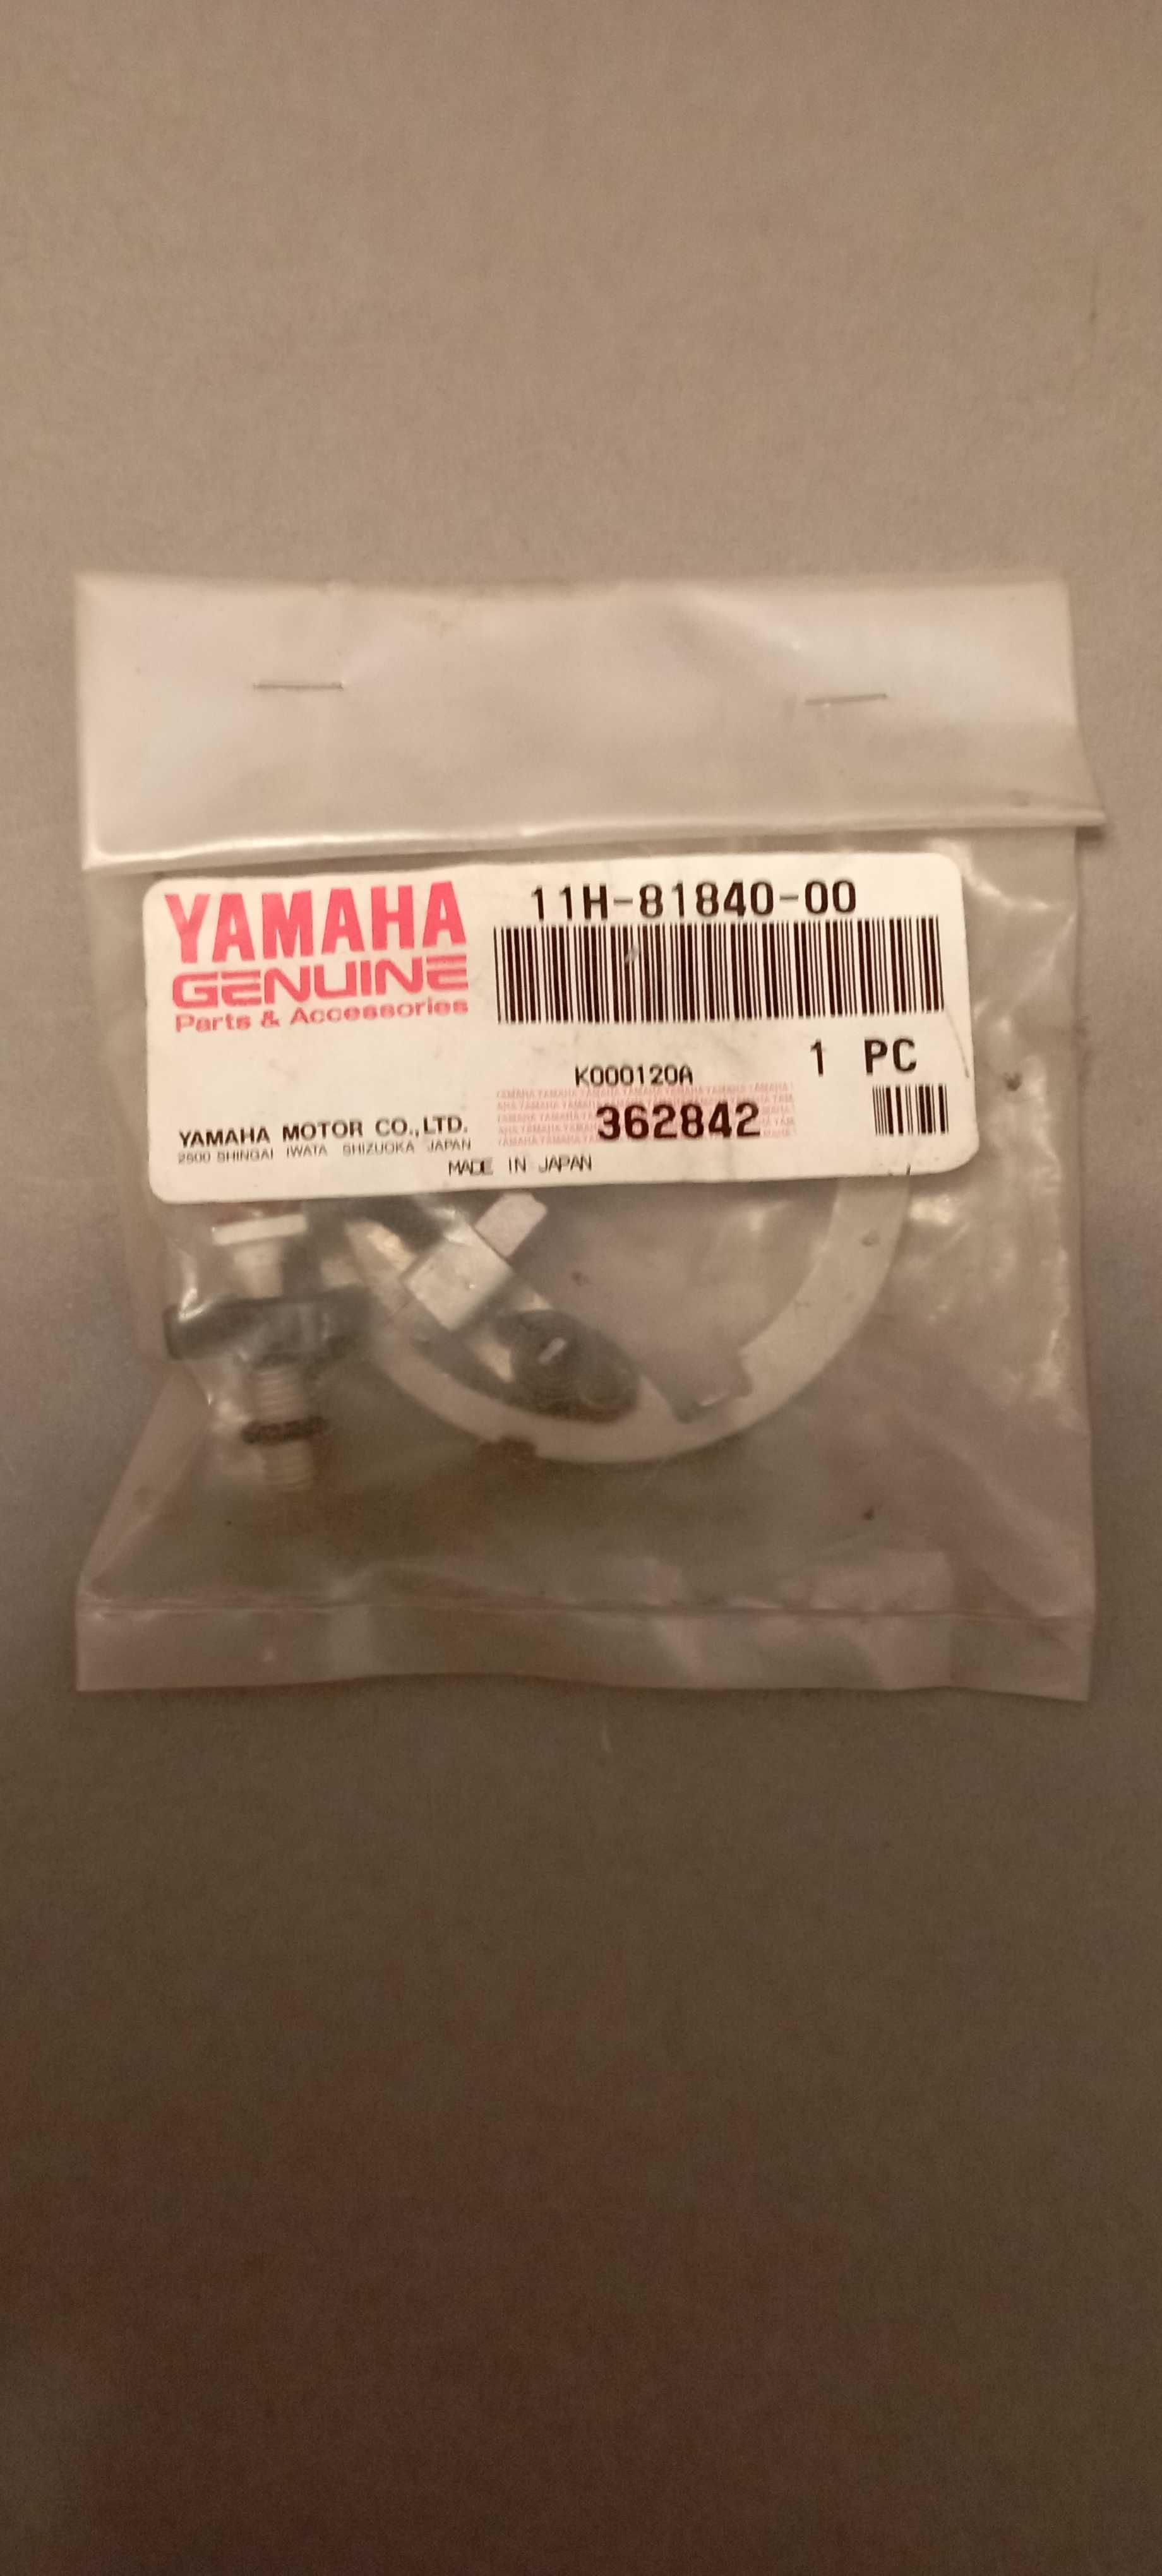 YAMAHA
GENUINE
Parts & Accessories
11H-81840-00
1 PC
K000120A
362842
YAMAHA MOTOR CO.,LTD.
2500 SHINGAI IWATA SHIZUOKA JAPAN
MADE IN JAPAN